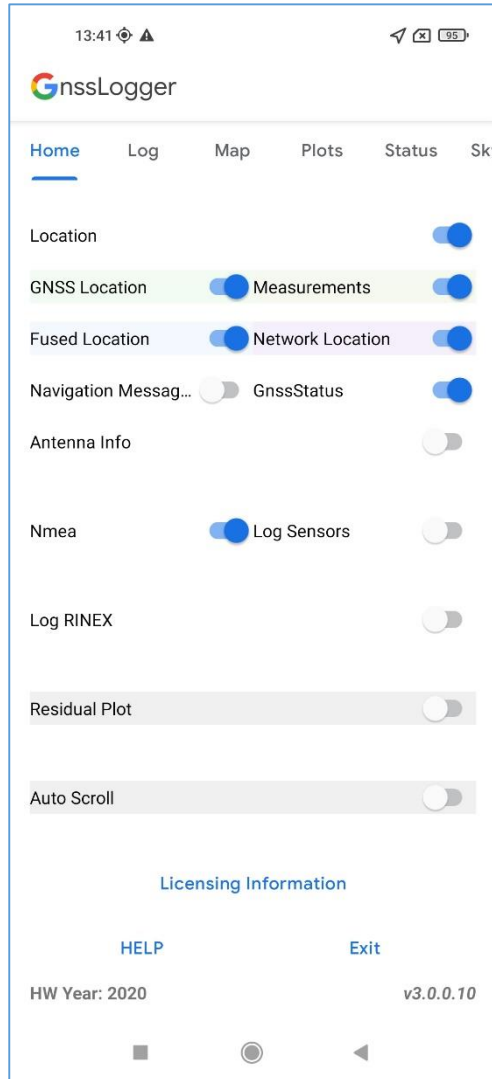 13:41 95
GnssLogger
Home Log Map Plots Status Sk
Location
GNSS Location Measurements
Fused Location Network Location
Navigation Messag... GnssStatus
Antenna Info
Nmea Log Sensors
Log RINEX
Residual Plot
Auto Scroll
Licensing Information
HELP Exit
HW Year: 2020 v3.0.0.10